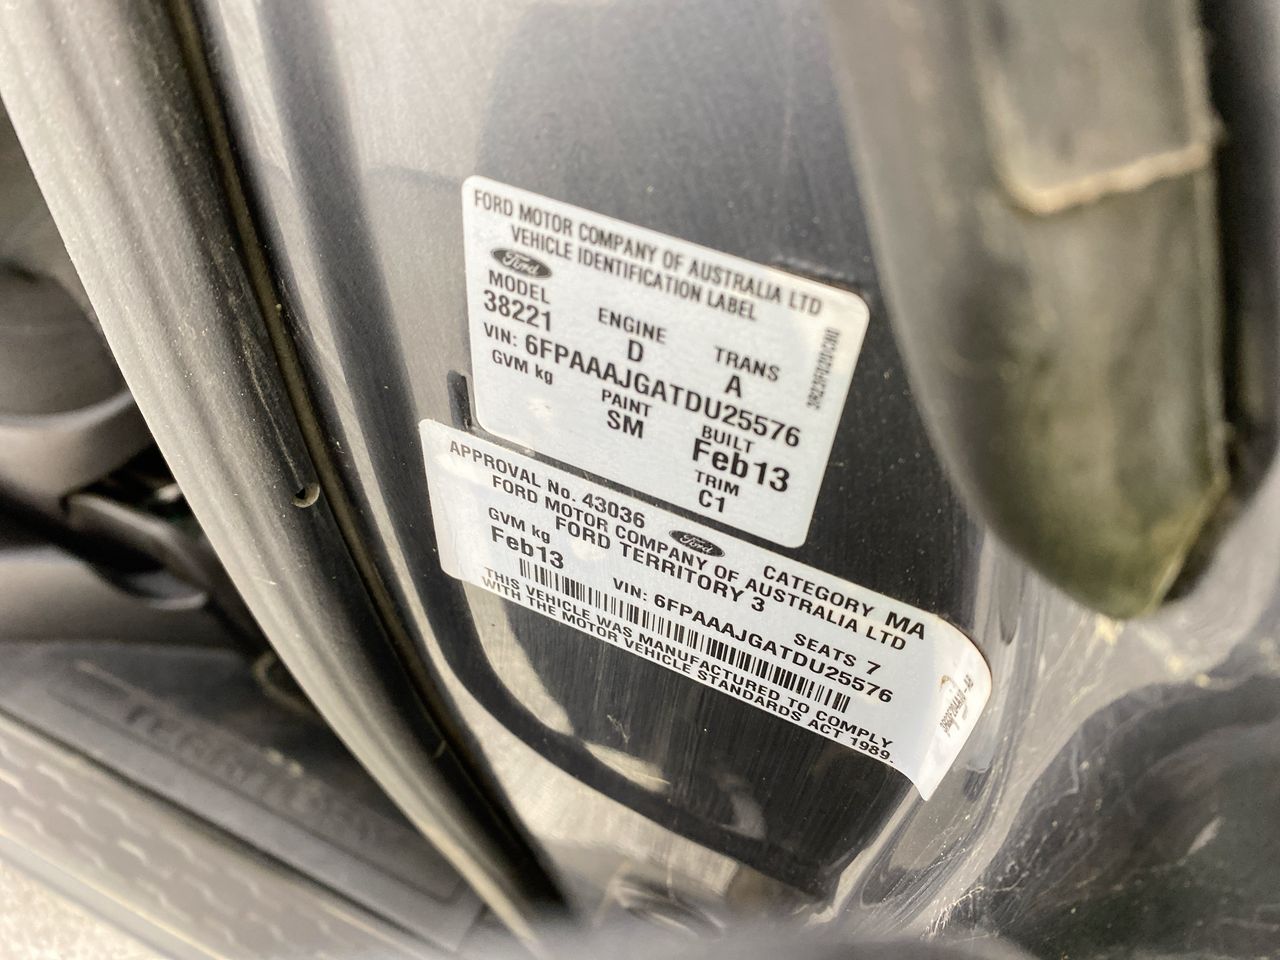 FORD MOTOR COMPANY OF AUSTRALIA LTD
VEHICLE IDENTIFICATION LABEL
Ford
MODEL ENGINE TRANS
38221 D A
VIN: 6FPAAAJGATDU25576
GVM kg PAINT BUILT
SM Feb13
TRIM
C1
APPROVAL No. 43036 Ford CATEGORY MA
FORD MOTOR COMPANY OF AUSTRALIA LTD
FORD TERRITORY 3
GVM kg SEATS 7
Feb13 VIN: 6FPAAAJGATDU25576
THIS VEHICLE WAS MANUFACTURED TO COMPLY
WITH THE MOTOR VEHICLE STANDARDS ACT 1989.